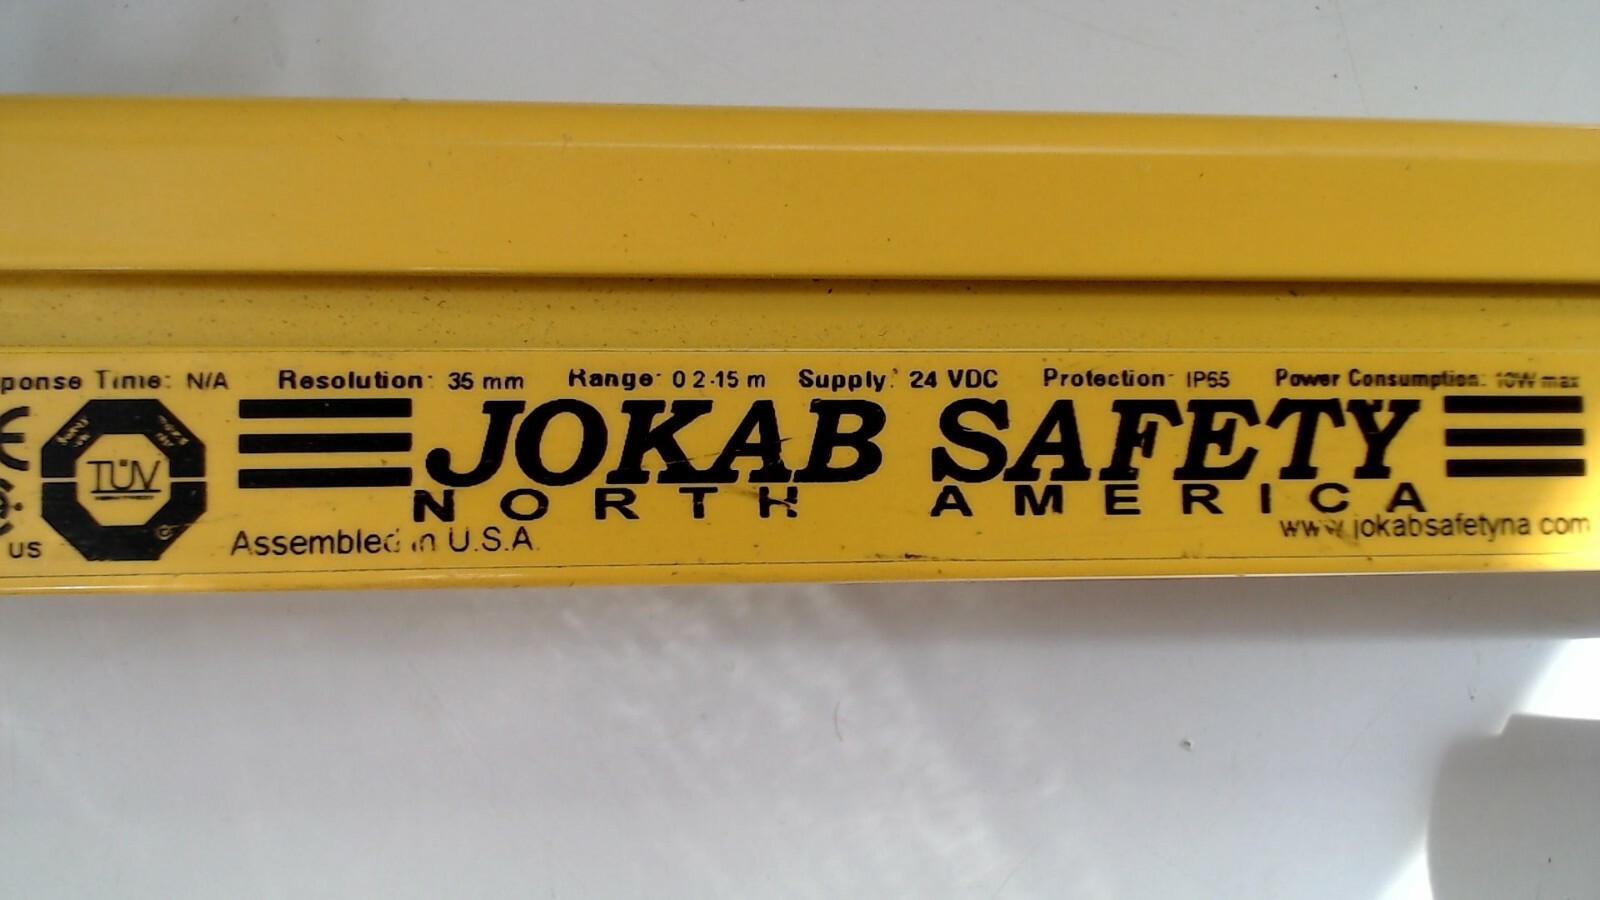 ponse Time: N/A Resolution: 35 mm Range: 0 2-15 m Supply: 24 VDC Protection- IP65 Power Consumption: 10W max
JOKAB SAFETY
NORTH AMERICA
TÜV
US
Assembled in U.S.A.
www.jokabsafetyna com